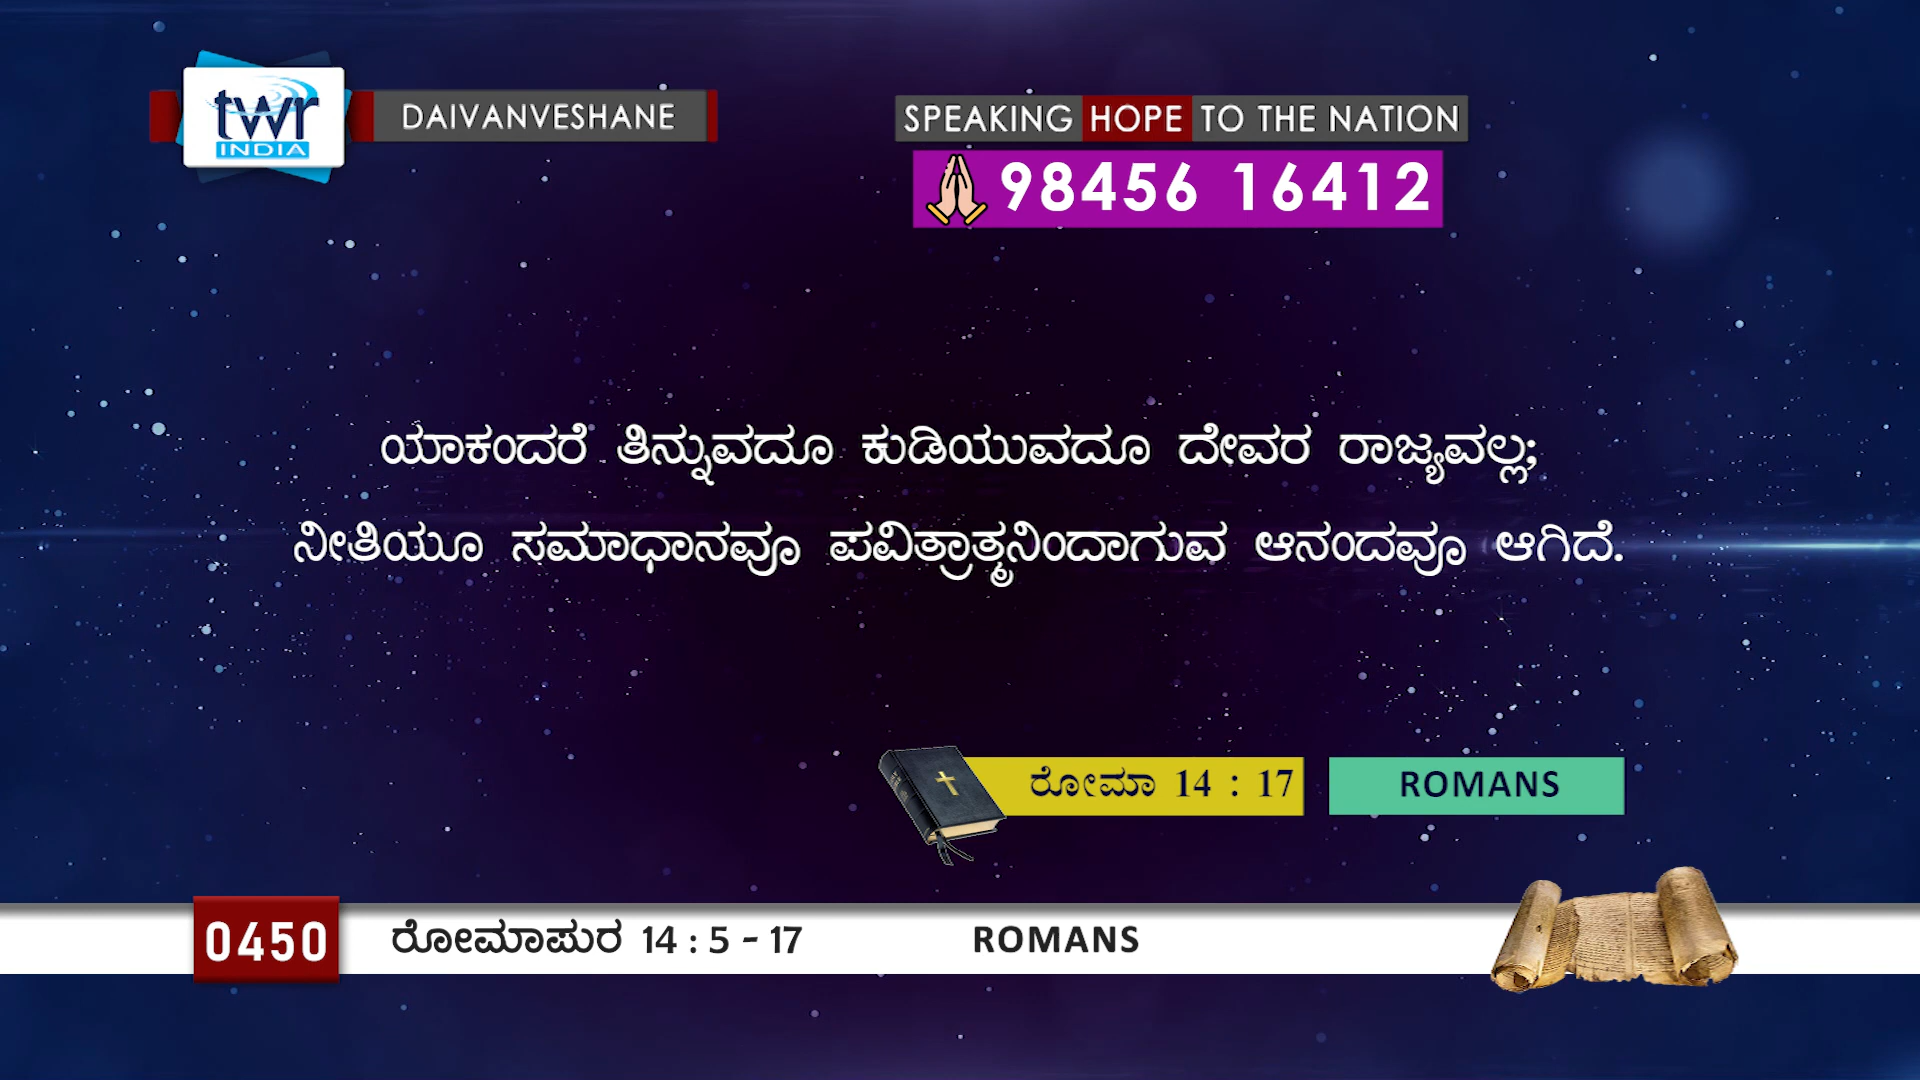 twr
INDIA
DAIVANVESHANE
SPEAKING HOPE TO THE NATION
98456 16412
ಯಾಕಂದರೆ ತಿನ್ನುವದೂ ಕುಡಿಯುವದೂ ದೇವರ ರಾಜ್ಯವಲ್ಲ;
ನೀತಿಯೂ ಸಮಾಧಾನವೂ ಪವಿತ್ರಾತ್ಮನಿಂದಾಗುವ ಆನಂದವೂ ಆಗಿದೆ.
ರೋಮಾ 14 : 17
ROMANS
0450
ರೋಮಾಪುರ 14 : 5 - 17
ROMANS